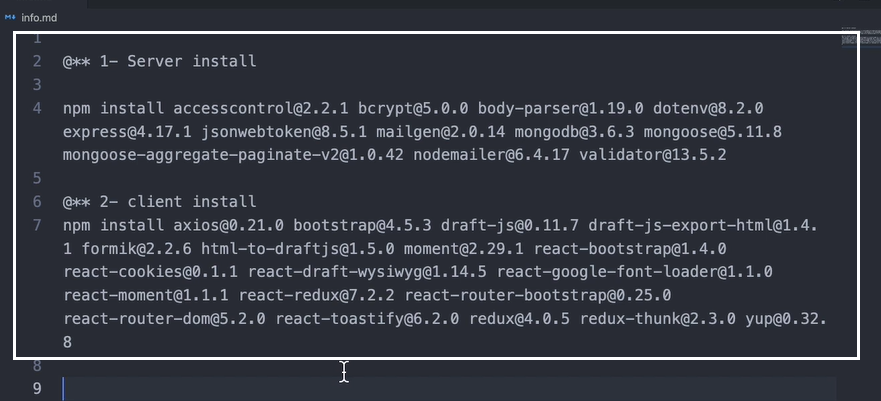 info.md
1
2 @** 1- Server install
3
4 npm install accesscontrol@2.2.1 bcrypt@5.0.0 body-parser@1.19.0 dotenv@8.2.0
express@4.17.1 jsonwebtoken@8.5.1 mailgen@2.0.14 mongodb@3.6.3 mongoose@5.11.8
mongoose-aggregate-paginate-v2@1.0.42 nodemailer@6.4.17 validator@13.5.2
5
6 @** 2- client install
7 npm install axios@0.21.0 bootstrap@4.5.3 draft-js@0.11.7 draft-js-export-html@1.4.
1 formik@2.2.6 html-to-draftjs@1.5.0 moment@2.29.1 react-bootstrap@1.4.0
react-cookies@0.1.1 react-draft-wysiwyg@1.14.5 react-google-font-loader@1.1.0
react-moment@1.1.1 react-redux@7.2.2 react-router-bootstrap@0.25.0
react-router-dom@5.2.0 react-toastify@6.2.0 redux@4.0.5 redux-thunk@2.3.0 yup@0.32.
8
8
9